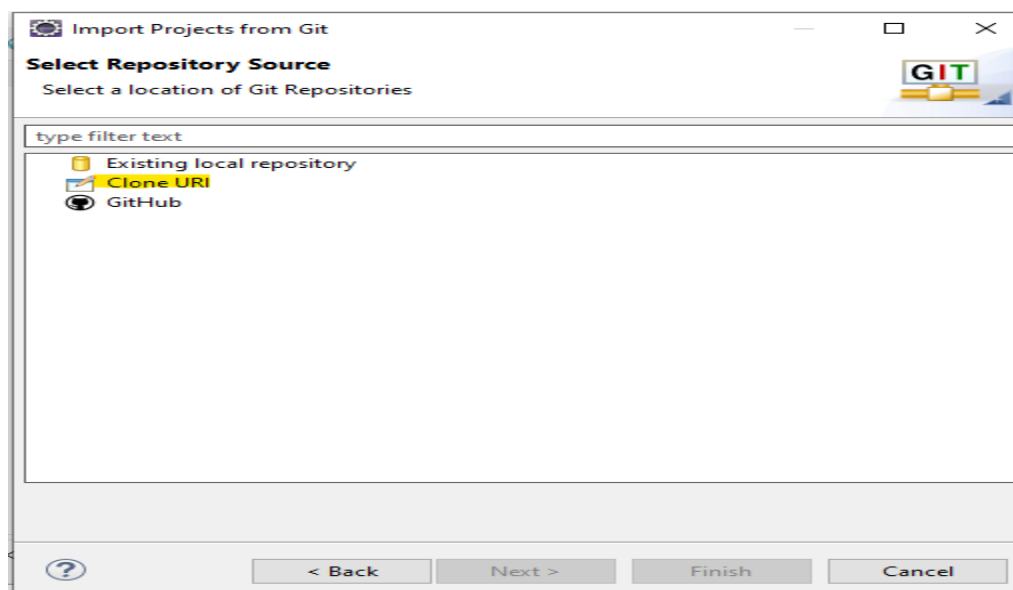 Import Projects from Git
Select Repository Source
Select a location of Git Repositories
GIT
type filter text
Existing local repository
Clone URI
GitHub
?
< Back Next > Finish Cancel